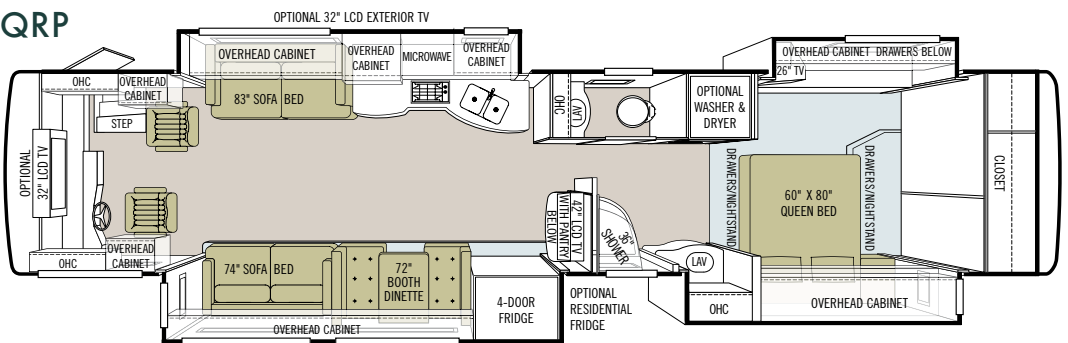 QRP
OPTIONAL 32" LCD EXTERIOR TV
OVERHEAD CABINET
OVERHEAD
CABINET
MICROWAVE
OVERHEAD
CABINET
OVERHEAD CABINET DRAWERS BELOW
26" TV
OHC
OVERHEAD
CABINET
STEP
83" SOFA BED
OHC
LAV
OPTIONAL
WASHER &
DRYER
OPTIONAL
32" LCD TV
DRAWERS/NIGHTSTAND
60" X 80"
QUEEN BED
DRAWERS/NIGHTSTAND
CLOSET
42" LCD TV
WITH PANTRY
BELOW
36"
SHOWER
OHC
OVERHEAD
CABINET
74" SOFA BED
72"
BOOTH
DINETTE
4-DOOR
FRIDGE
OPTIONAL
RESIDENTIAL
FRIDGE
LAV
OHC
OVERHEAD CABINET
OVERHEAD CABINET